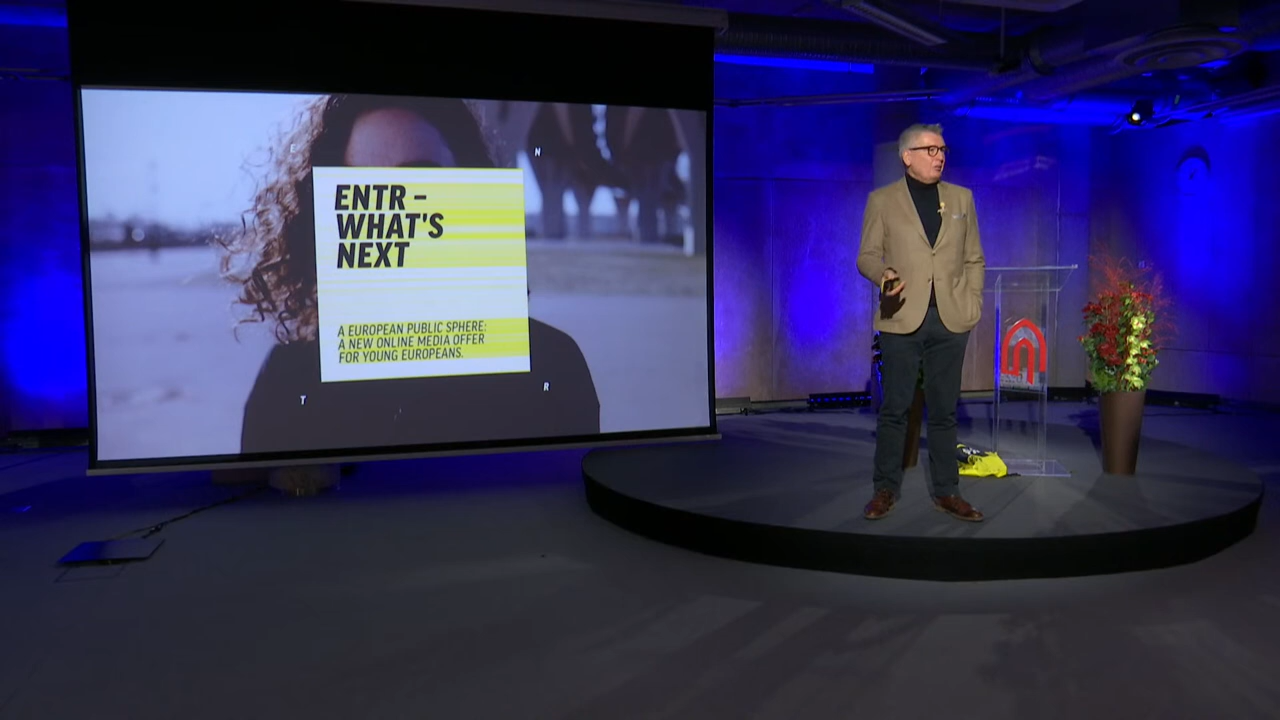 E
N
ENTR –
WHAT'S
NEXT
A EUROPEAN PUBLIC SPHERE:
A NEW ONLINE MEDIA OFFER
FOR YOUNG EUROPEANS.
T
R